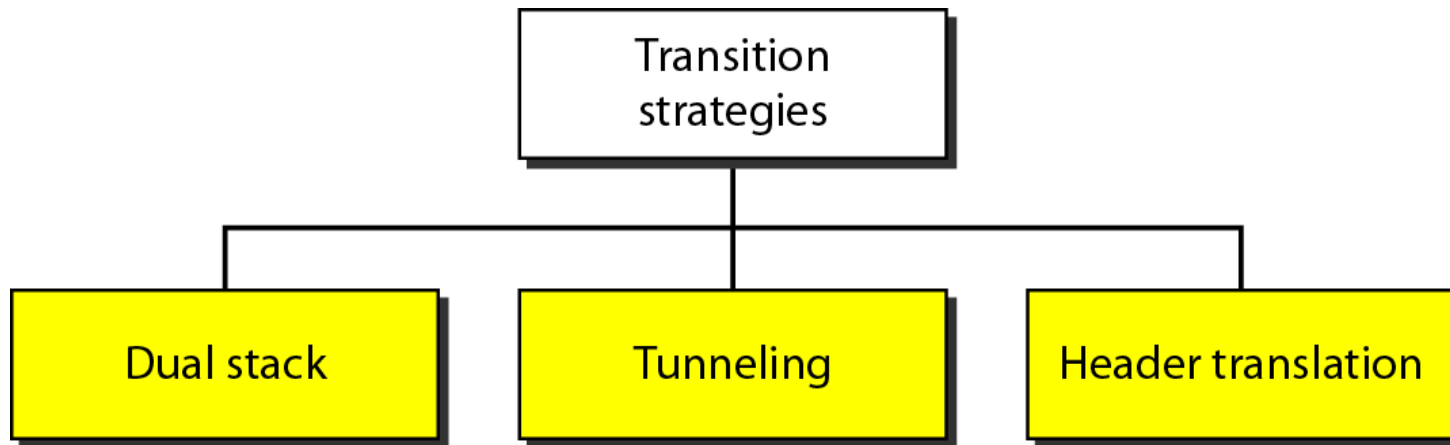 Transition
strategies
Dual stack
Tunneling
Header translation